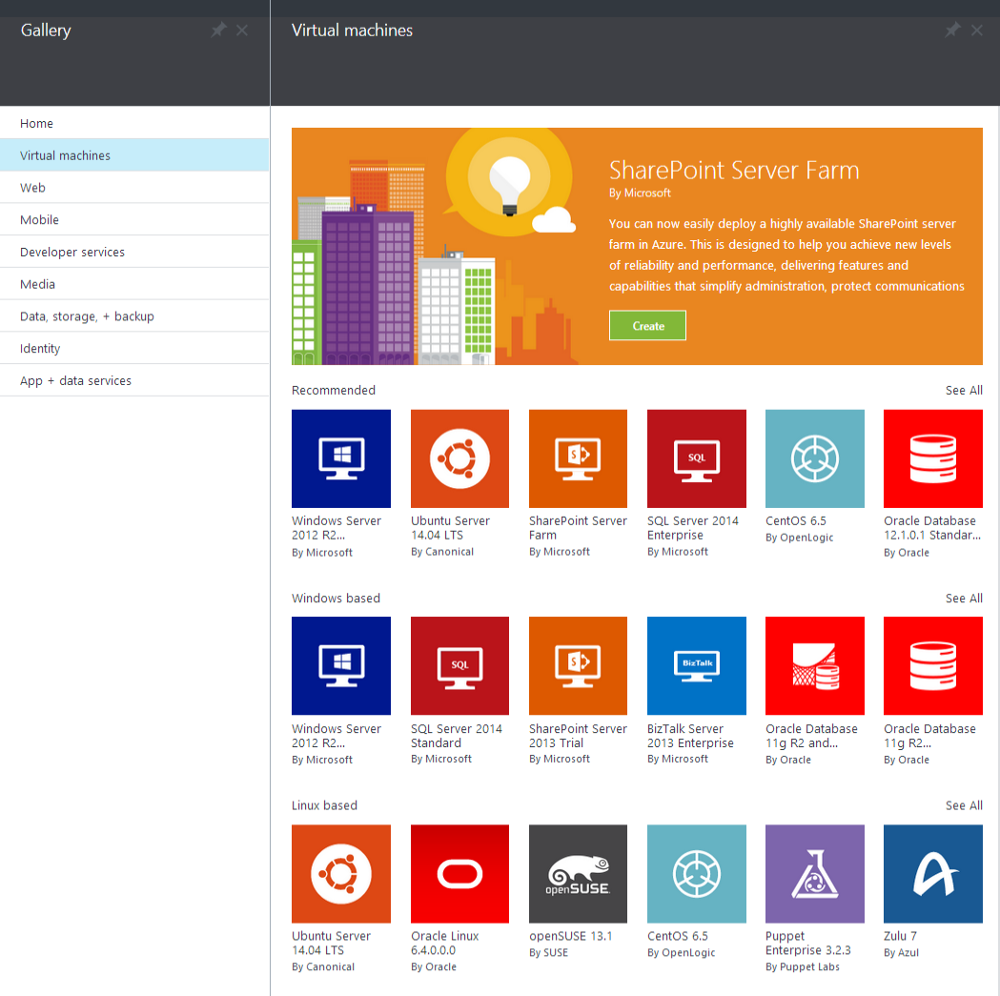 Gallery
Virtual machines
Home
Virtual machines
Web
Mobile
Developer services
Media
Data, storage, + backup
Identity
App + data services
SharePoint Server Farm
By Microsoft
You can now easily deploy a highly available SharePoint server
farm in Azure. This is designed to help you achieve new levels
of reliability and performance, delivering features and
capabilities that simplify administration, protect communications
Create
Recommended
See All
S
SQL
Windows Server
2012 R2...
By Microsoft
Ubuntu Server
14.04 LTS
By Canonical
SharePoint Server
Farm
By Microsoft
SQL Server 2014
Enterprise
By Microsoft
CentOS 6.5
By OpenLogic
Oracle Database
12.1.0.1 Standar...
By Oracle
Windows based
See All
SQL
S
BizTalk
Windows Server
2012 R2...
By Microsoft
SQL Server 2014
Standard
By Microsoft
SharePoint Server
2013 Trial
By Microsoft
BizTalk Server
2013 Enterprise
By Microsoft
Oracle Database
11g R2 and...
By Oracle
Oracle Database
11g R2...
By Oracle
Linux based
See All
openSUSE
Ubuntu Server
14.04 LTS
By Canonical
Oracle Linux
6.4.0.0.0
By Oracle
openSUSE 13.1
By SUSE
CentOS 6.5
By OpenLogic
Puppet
Enterprise 3.2.3
By Puppet Labs
Zulu 7
By Azul